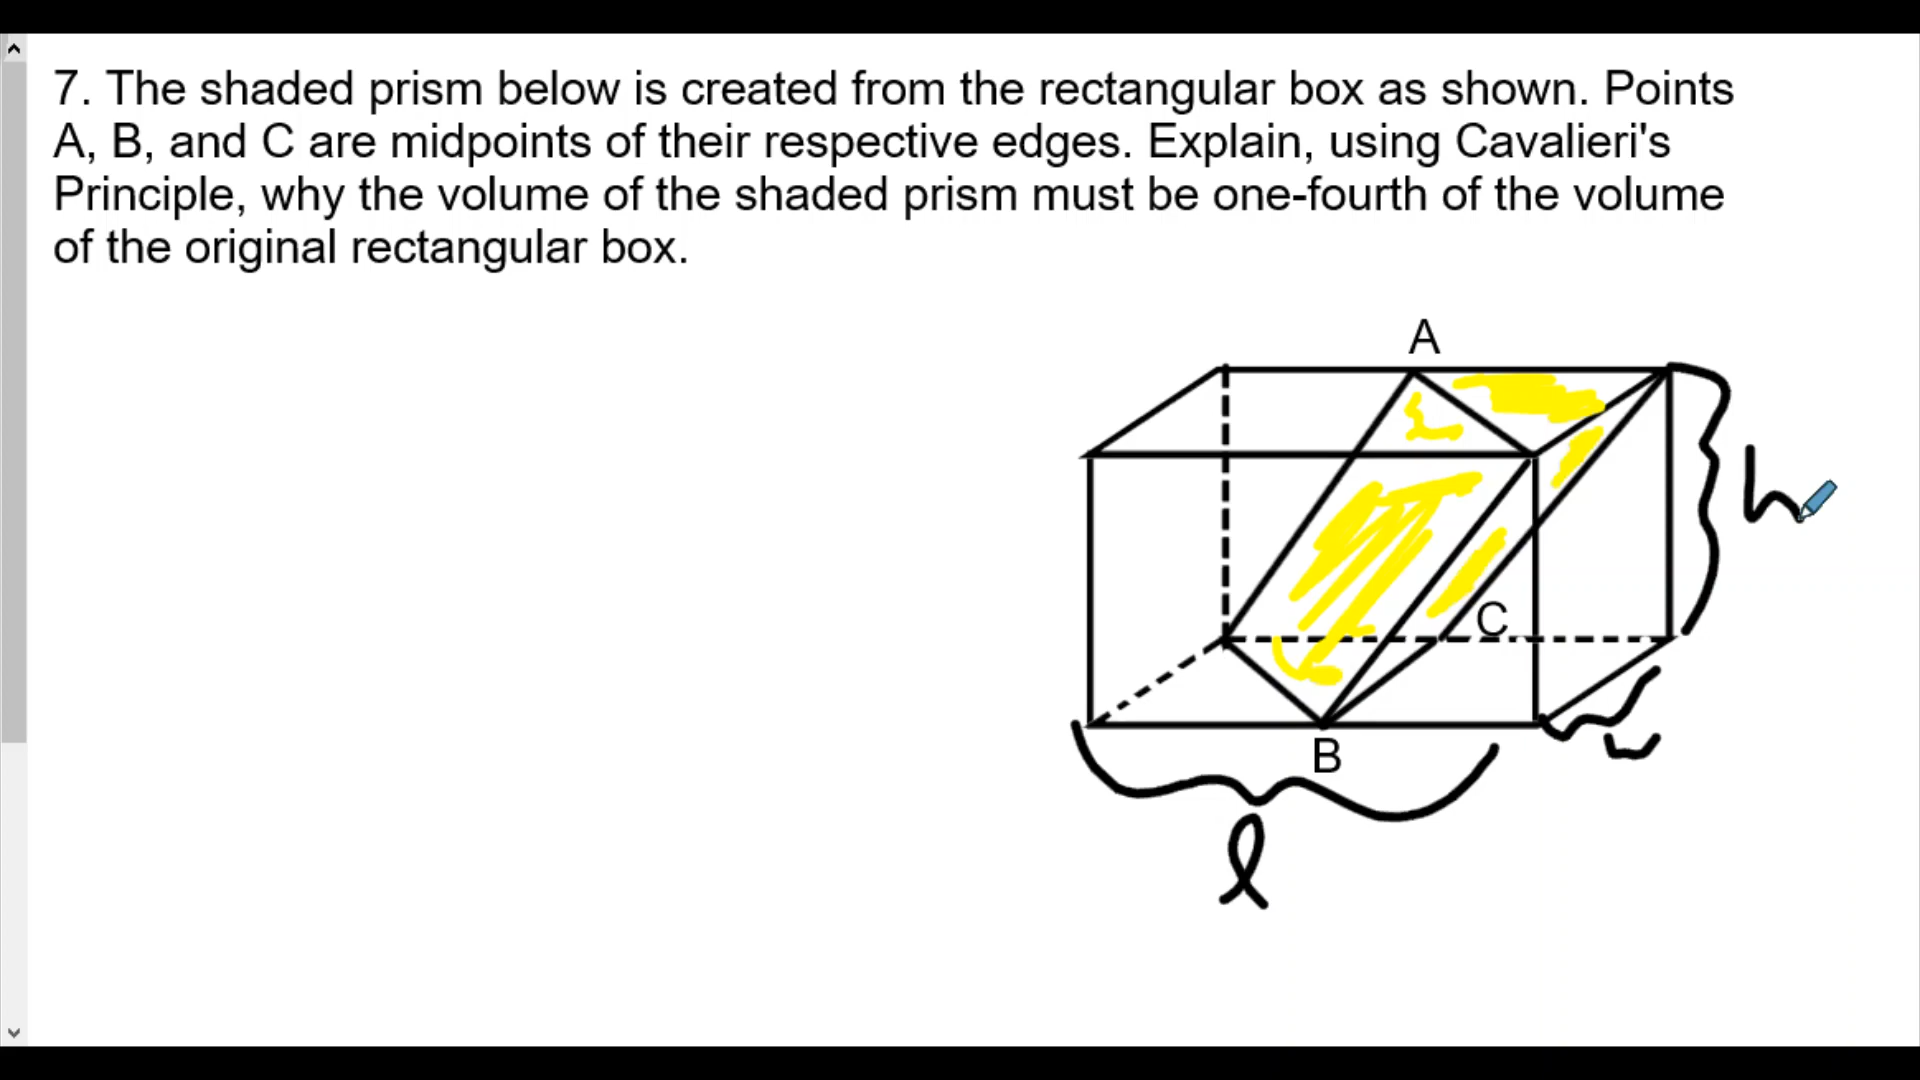 7. The shaded prism below is created from the rectangular box as shown. Points
A, B, and C are midpoints of their respective edges. Explain, using Cavalieri's
Principle, why the volume of the shaded prism must be one-fourth of the volume
of the original rectangular box.
A
h
C
B
w
ℓ